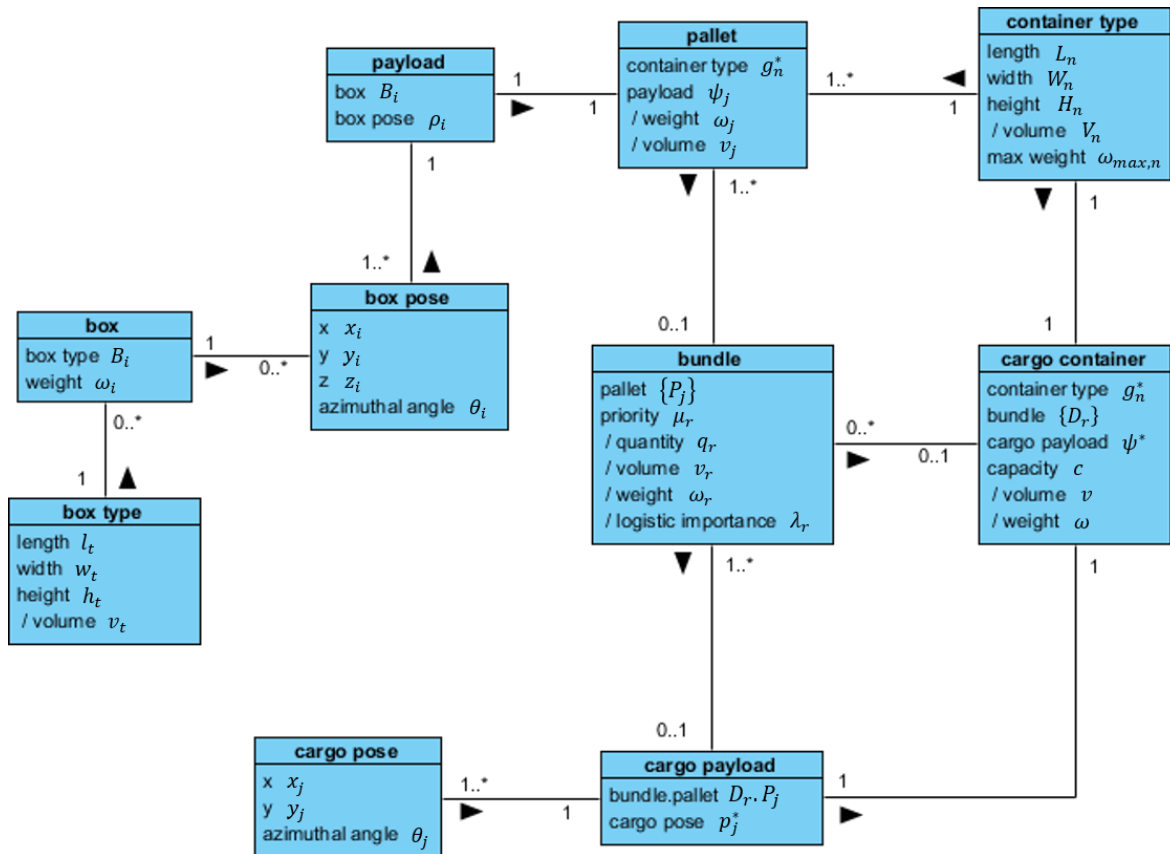 payload
box B_i
box pose ρ_i
1
1
pallet
container type g_n^*
payload ψ_j
/ weight ω_j
/ volume v_j
1..*
1
container type
length L_n
width W_n
height H_n
/ volume V_n
max weight ω_{max,n}
1
1..*
1..*
1
box pose
x x_i
y y_i
z z_i
azimuthal angle θ_i
box
box type B_i
weight ω_i
1
0..*
0..*
1
box type
length l_t
width w_t
height h_t
/ volume v_t
0..1
bundle
pallet {P_j}
priority μ_r
/ quantity q_r
/ volume v_r
/ weight ω_r
/ logistic importance λ_r
0..*
0..1
1
cargo container
container type g_n^*
bundle {D_r}
cargo payload ψ^*
capacity c
/ volume v
/ weight ω
1..*
1
0..1
cargo pose
x x_j
y y_j
azimuthal angle θ_j
1..*
1
cargo payload
bundle.pallet D_r.P_j
cargo pose p_j^*
1